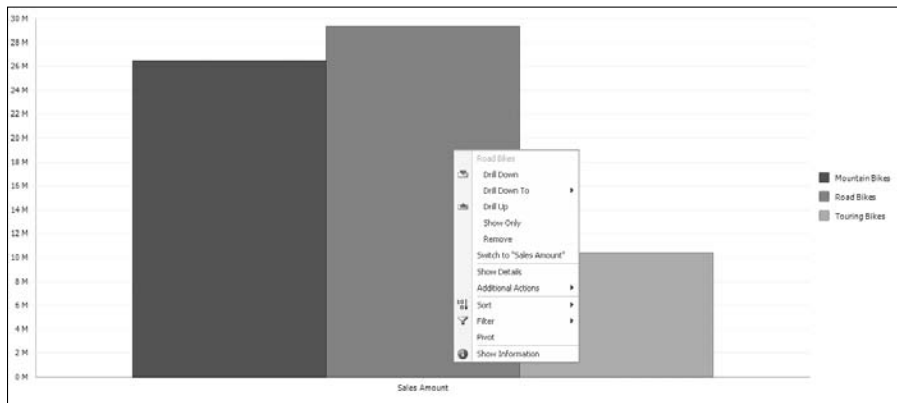 30 M
28 M
26 M
24 M
22 M
20 M
18 M
16 M
14 M
12 M
10 M
8 M
6 M
4 M
2 M
0 M
Sales Amount
Road Bikes
Drill Down
Drill Down To
Drill Up
Show Only
Remove
Switch to "Sales Amount"
Show Details
Additional Actions
Sort
Filter
Pivot
Show Information
Mountain Bikes
Road Bikes
Touring Bikes